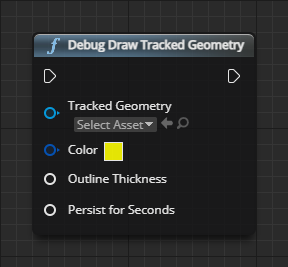 f Debug Draw Tracked Geometry
Tracked Geometry
Select Asset
Color
Outline Thickness
Persist for Seconds